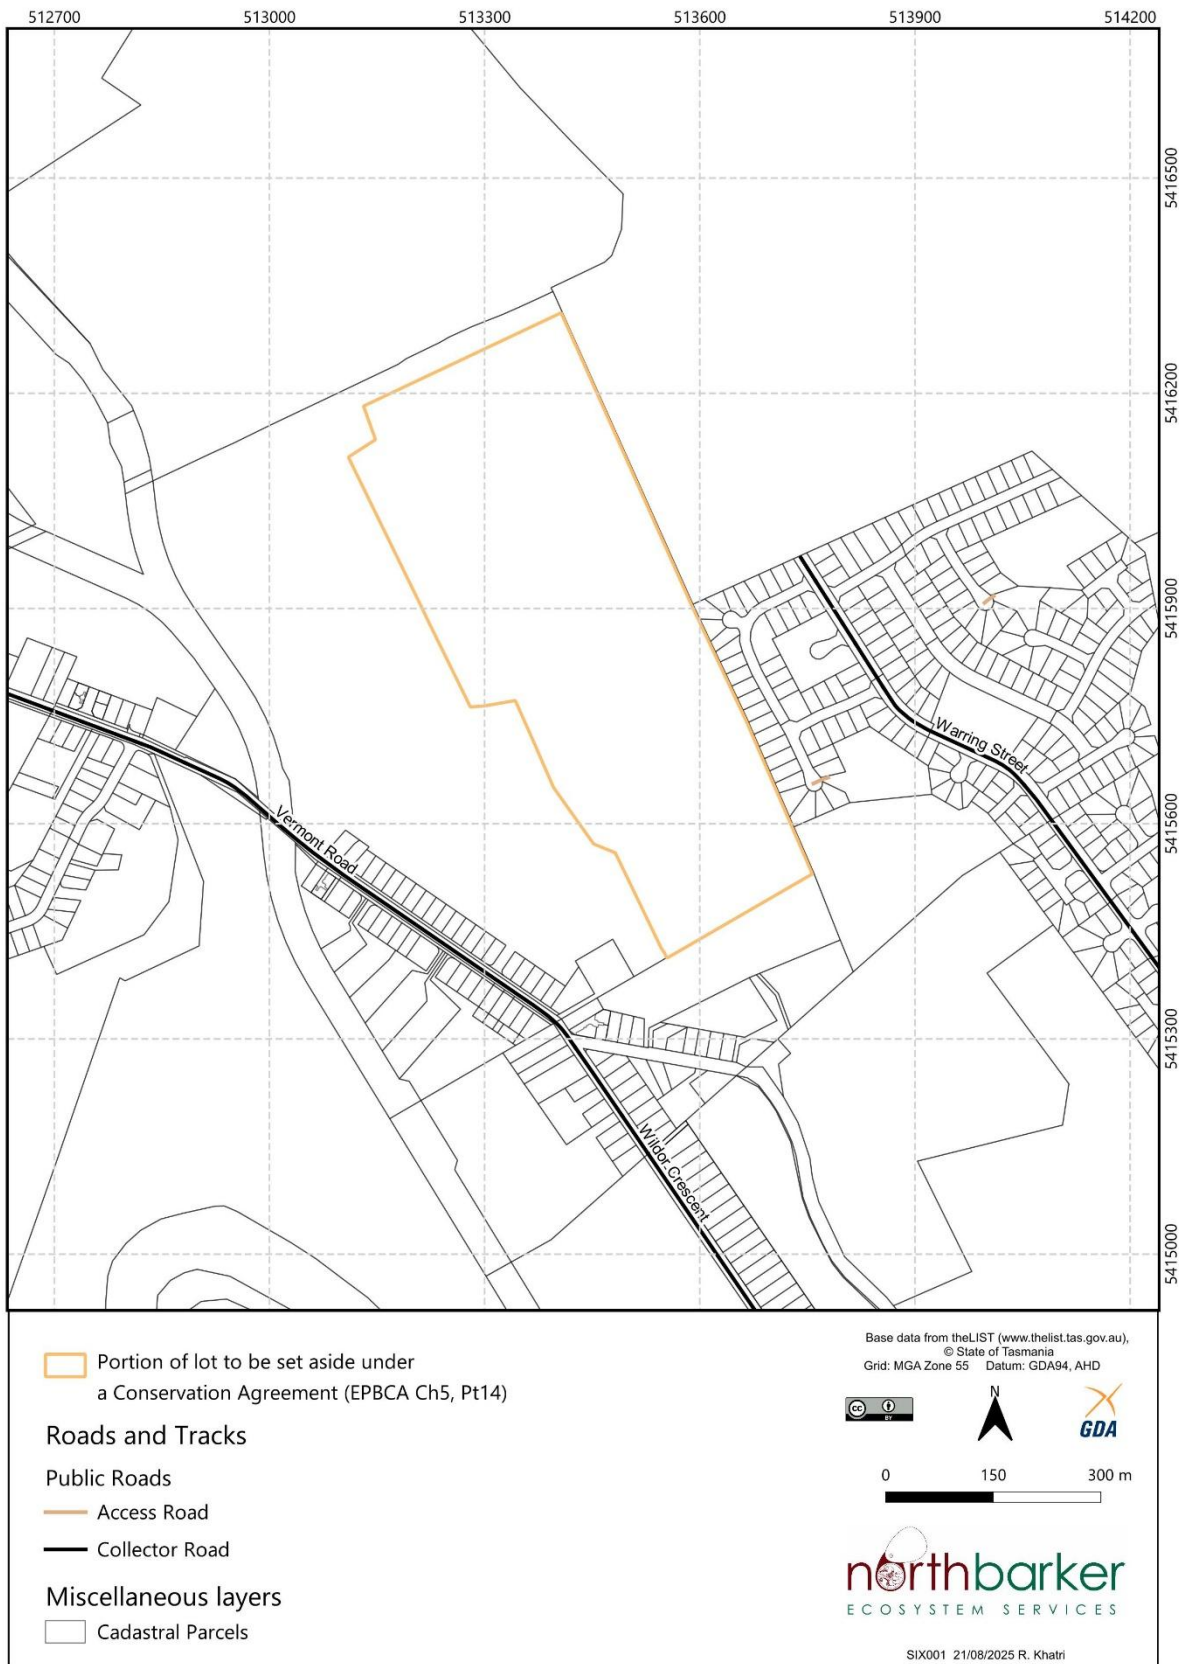 512700 513000 513300 513600 513900 514200
5416500
5416200
5415900
5415600
5415300
5415000
Warring Street
Vermont Road
Wildor Crescent
Portion of lot to be set aside under
a Conservation Agreement (EPBCA Ch5, Pt14)
Roads and Tracks
Public Roads
Access Road
Collector Road
Miscellaneous layers
Cadastral Parcels
Base data from theLIST (www.thelist.tas.gov.au),
© State of Tasmania
Grid: MGA Zone 55 Datum: GDA94, AHD
cc BY
N
GDA
0 150 300 m
northbarker
ECOSYSTEM SERVICES
SIX001 21/08/2025 R. Khatri